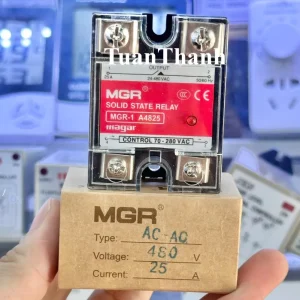 TuanThanh
OUTPUT
24-480 VAC
MGR
SOLID STATE RELAY
MGR-1 A4825
mager
CONTROL 70 - 280 VAC
MGR®
Type: AC-AC
Voltage: 480 V
Current: 25 A